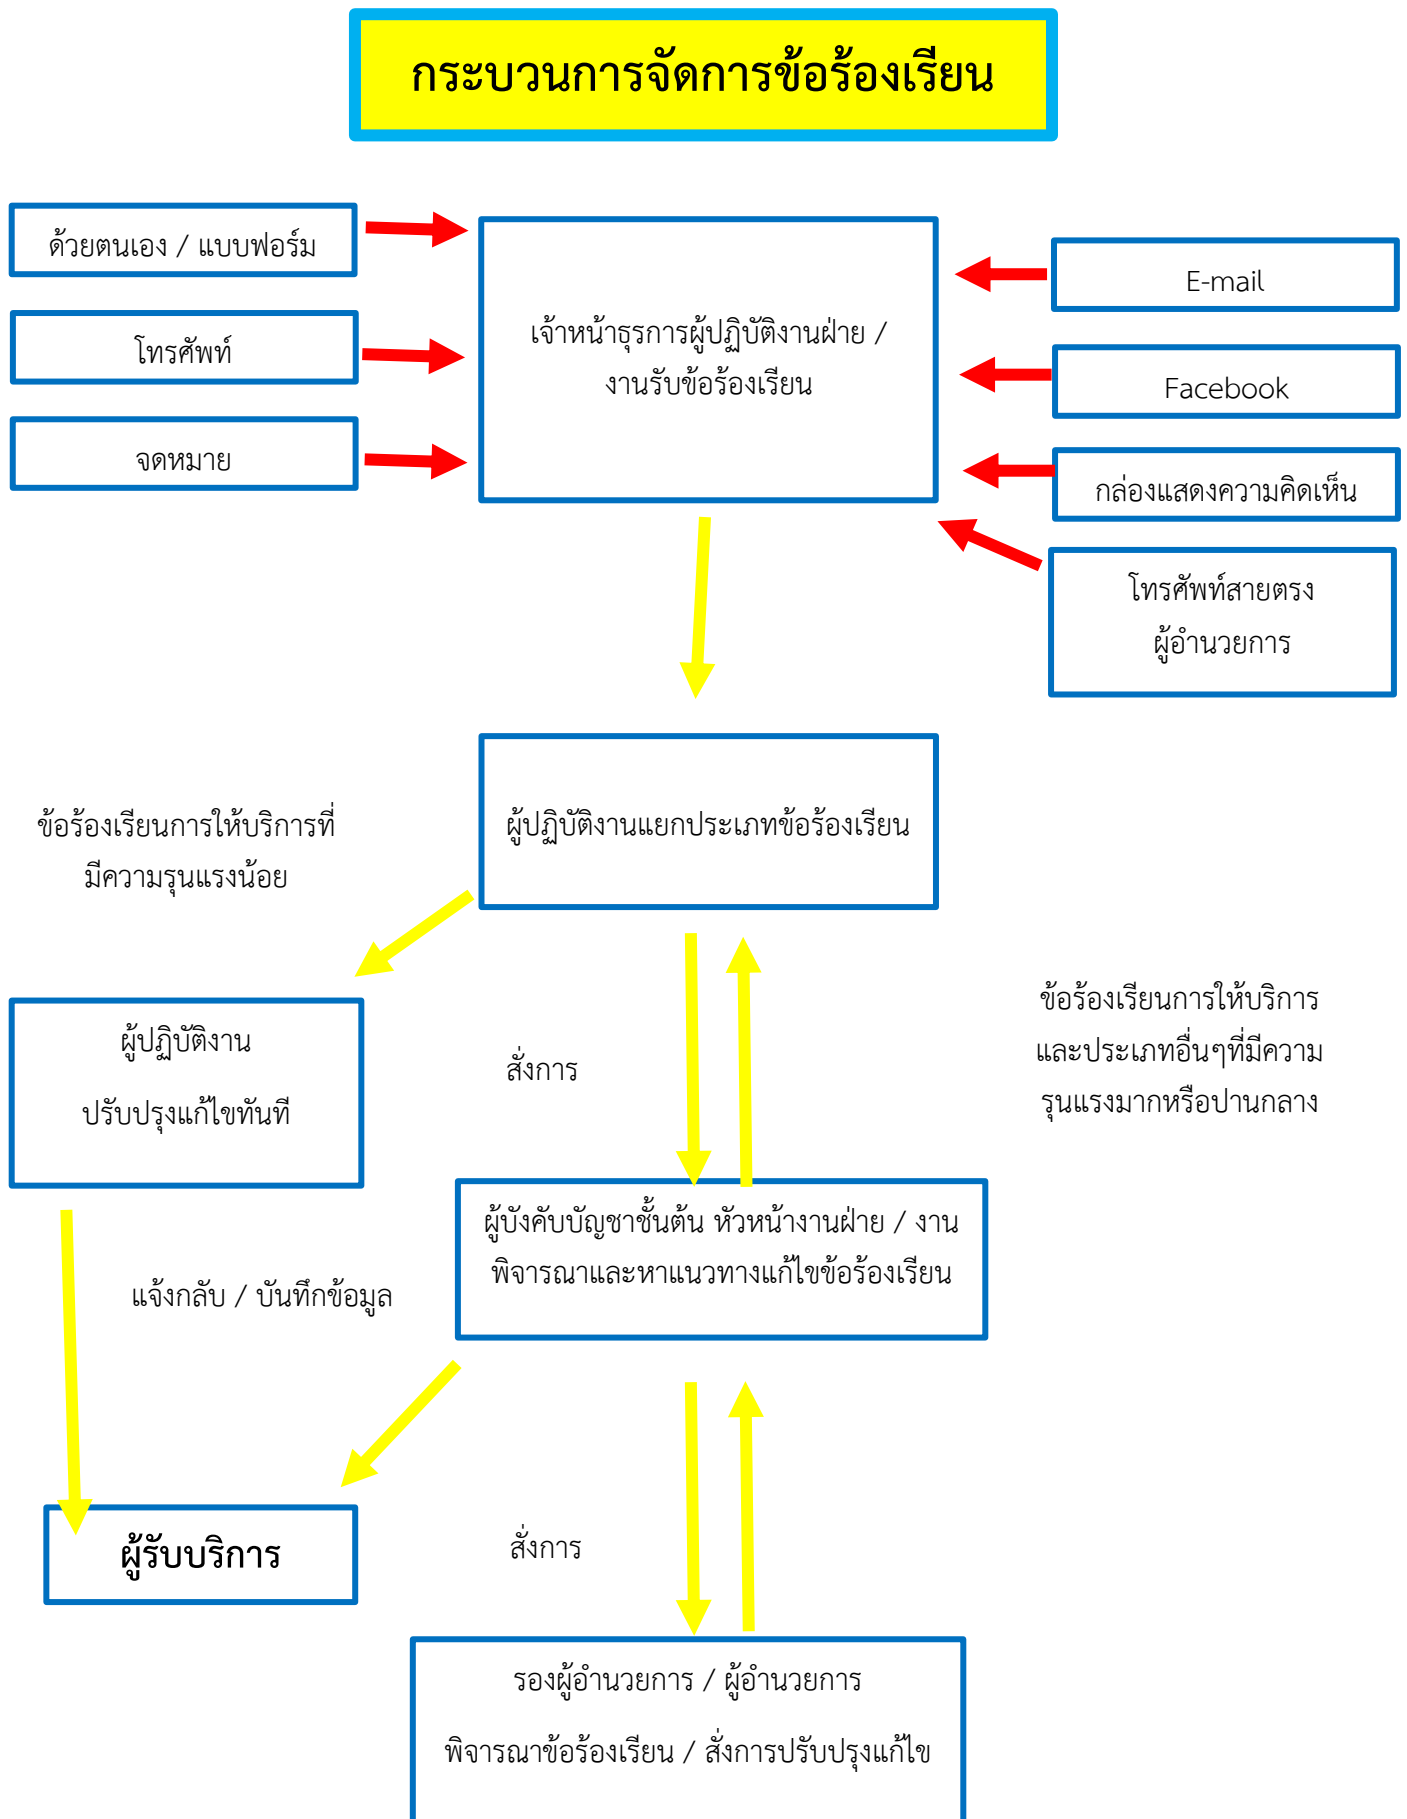 กระบวนการจัดการข้อร้องเรียน
ด้วยตนเอง / แบบฟอร์ม
โทรศัพท์
จดหมาย
เจ้าหน้าธุรการผู้ปฏิบัติงานฝ่าย /
งานรับข้อร้องเรียน
E-mail
Facebook
กล่องแสดงความคิดเห็น
โทรศัพท์สายตรง
ผู้อำนวยการ
ผู้ปฏิบัติงานแยกประเภทข้อร้องเรียน
ข้อร้องเรียนการให้บริการที่
มีความรุนแรงน้อย
ผู้ปฏิบัติงาน
ปรับปรุงแก้ไขทันที
สั่งการ
ข้อร้องเรียนการให้บริการ
และประเภทอื่นๆที่มีความ
รุนแรงมากหรือปานกลาง
ผู้บังคับบัญชาชั้นต้น หัวหน้างานฝ่าย / งาน
พิจารณาและหาแนวทางแก้ไขข้อร้องเรียน
แจ้งกลับ / บันทึกข้อมูล
ผู้รับบริการ
สั่งการ
รองผู้อำนวยการ / ผู้อำนวยการ
พิจารณาข้อร้องเรียน / สั่งการปรับปรุงแก้ไข